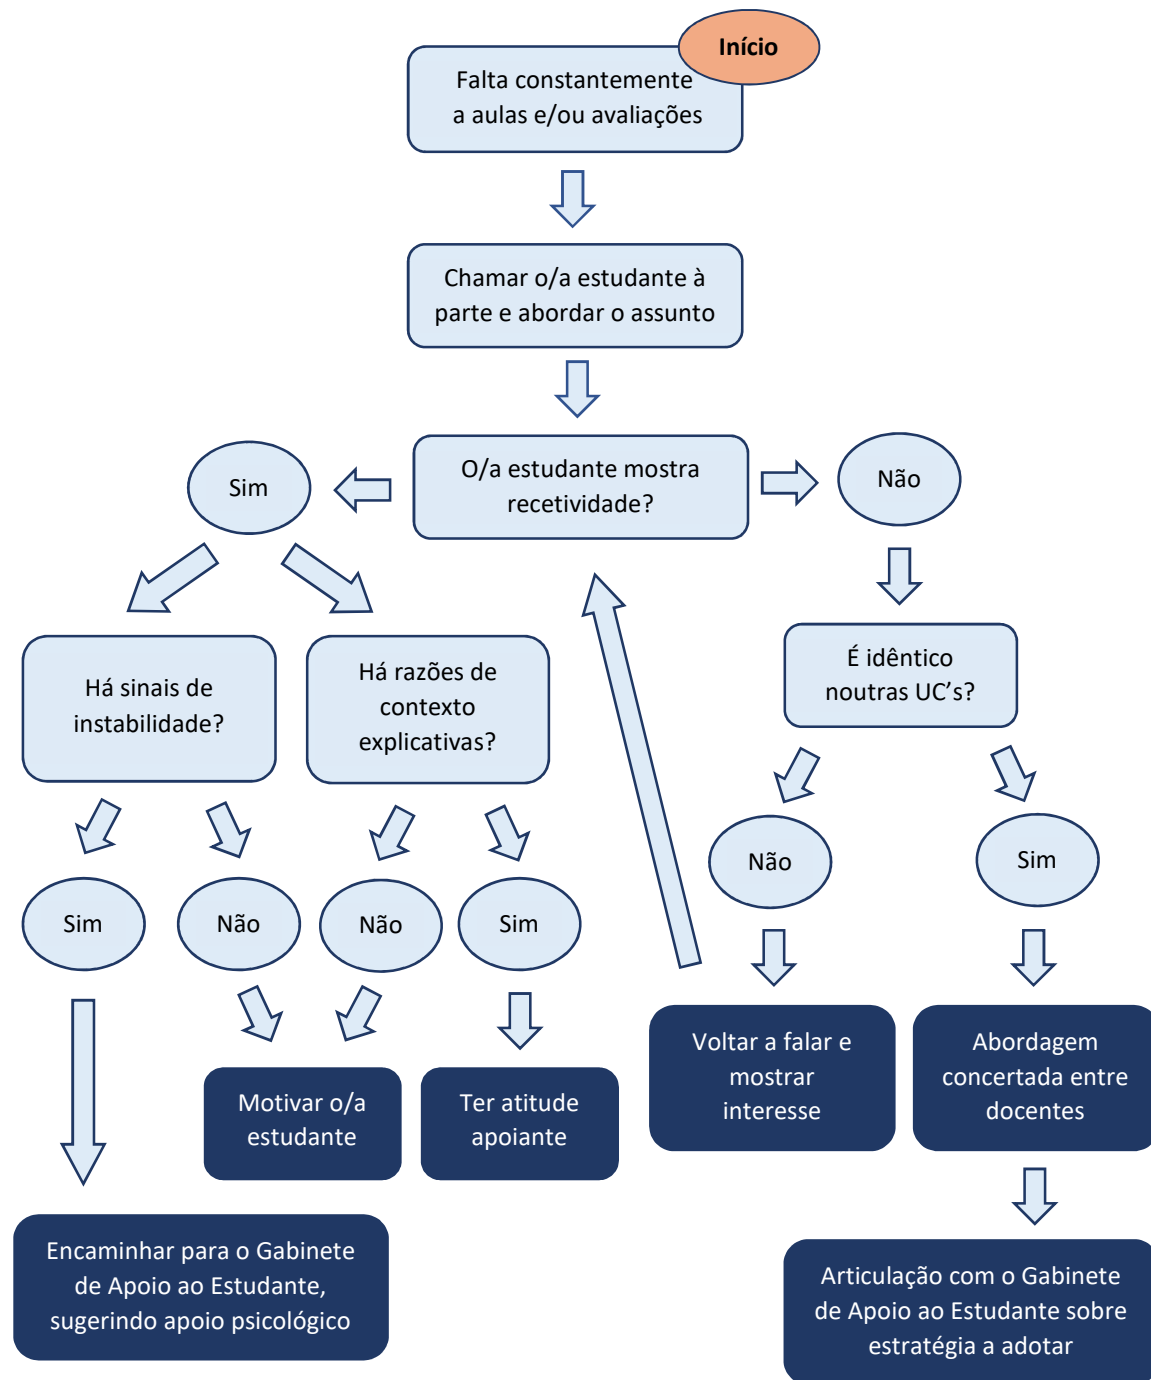 Início
Falta constantemente
a aulas e/ou avaliações
Chamar o/a estudante à
parte e abordar o assunto
O/a estudante mostra
recetividade?
Sim
Não
Há sinais de
instabilidade?
Há razões de
contexto
explicativas?
É idêntico
noutras UC’s?
Sim
Não
Não
Sim
Não
Sim
Motivar o/a
estudante
Ter atitude
apoiante
Voltar a falar e
mostrar
interesse
Abordagem
concertada entre
docentes
Encaminhar para o Gabinete
de Apoio ao Estudante,
sugerindo apoio psicológico
Articulação com o Gabinete
de Apoio ao Estudante sobre
estratégia a adotar